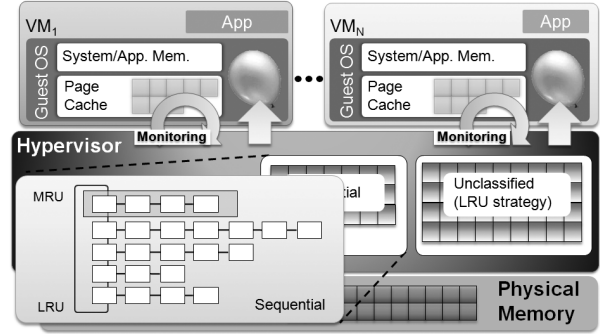 VM1
App
Guest OS
System/App. Mem.
Page
Cache
Monitoring
VMN
App
Guest OS
System/App. Mem.
Page
Cache
Monitoring
Hypervisor
Unclassified
(LRU strategy)
MRU
LRU
Sequential
Physical
Memory